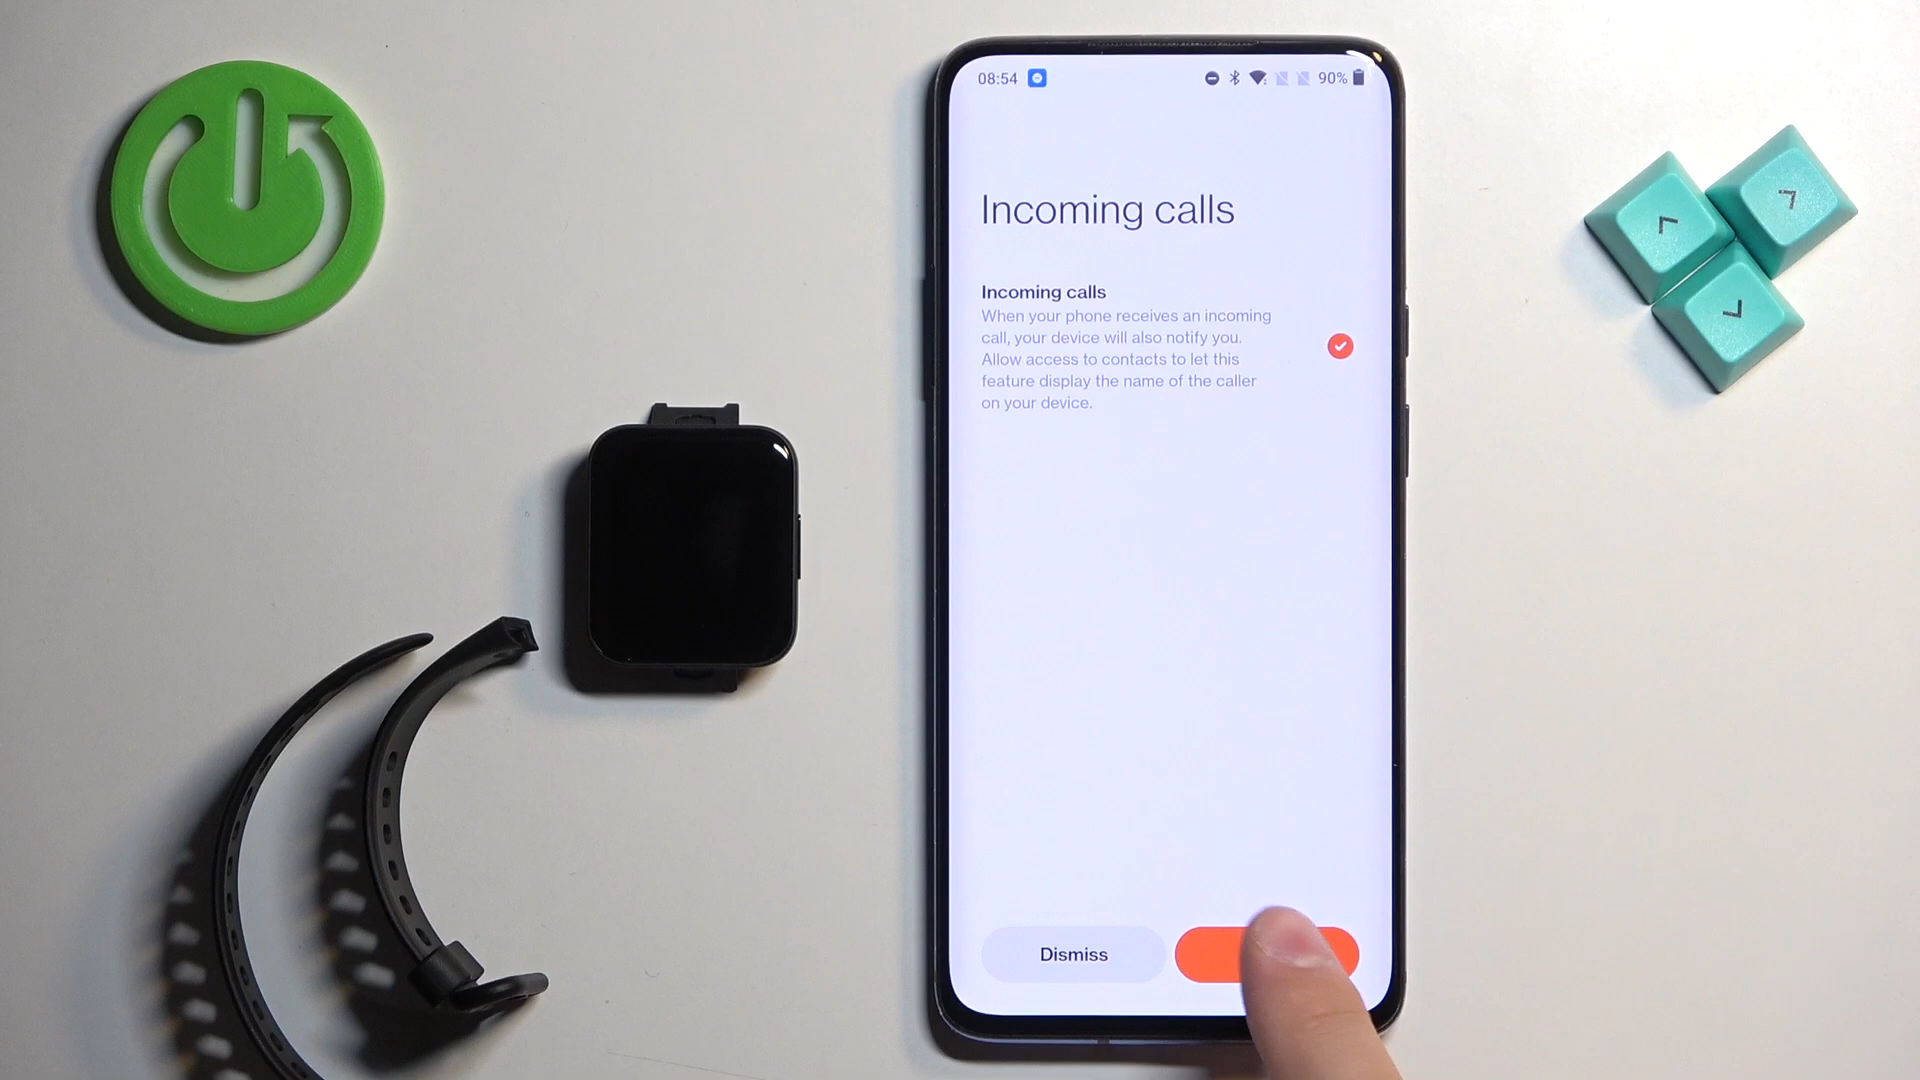 08:54
90%
Incoming calls
Incoming calls
When your phone receives an incoming
call, your device will also notify you.
Allow access to contacts to let this
feature display the name of the caller
on your device.
Dismiss